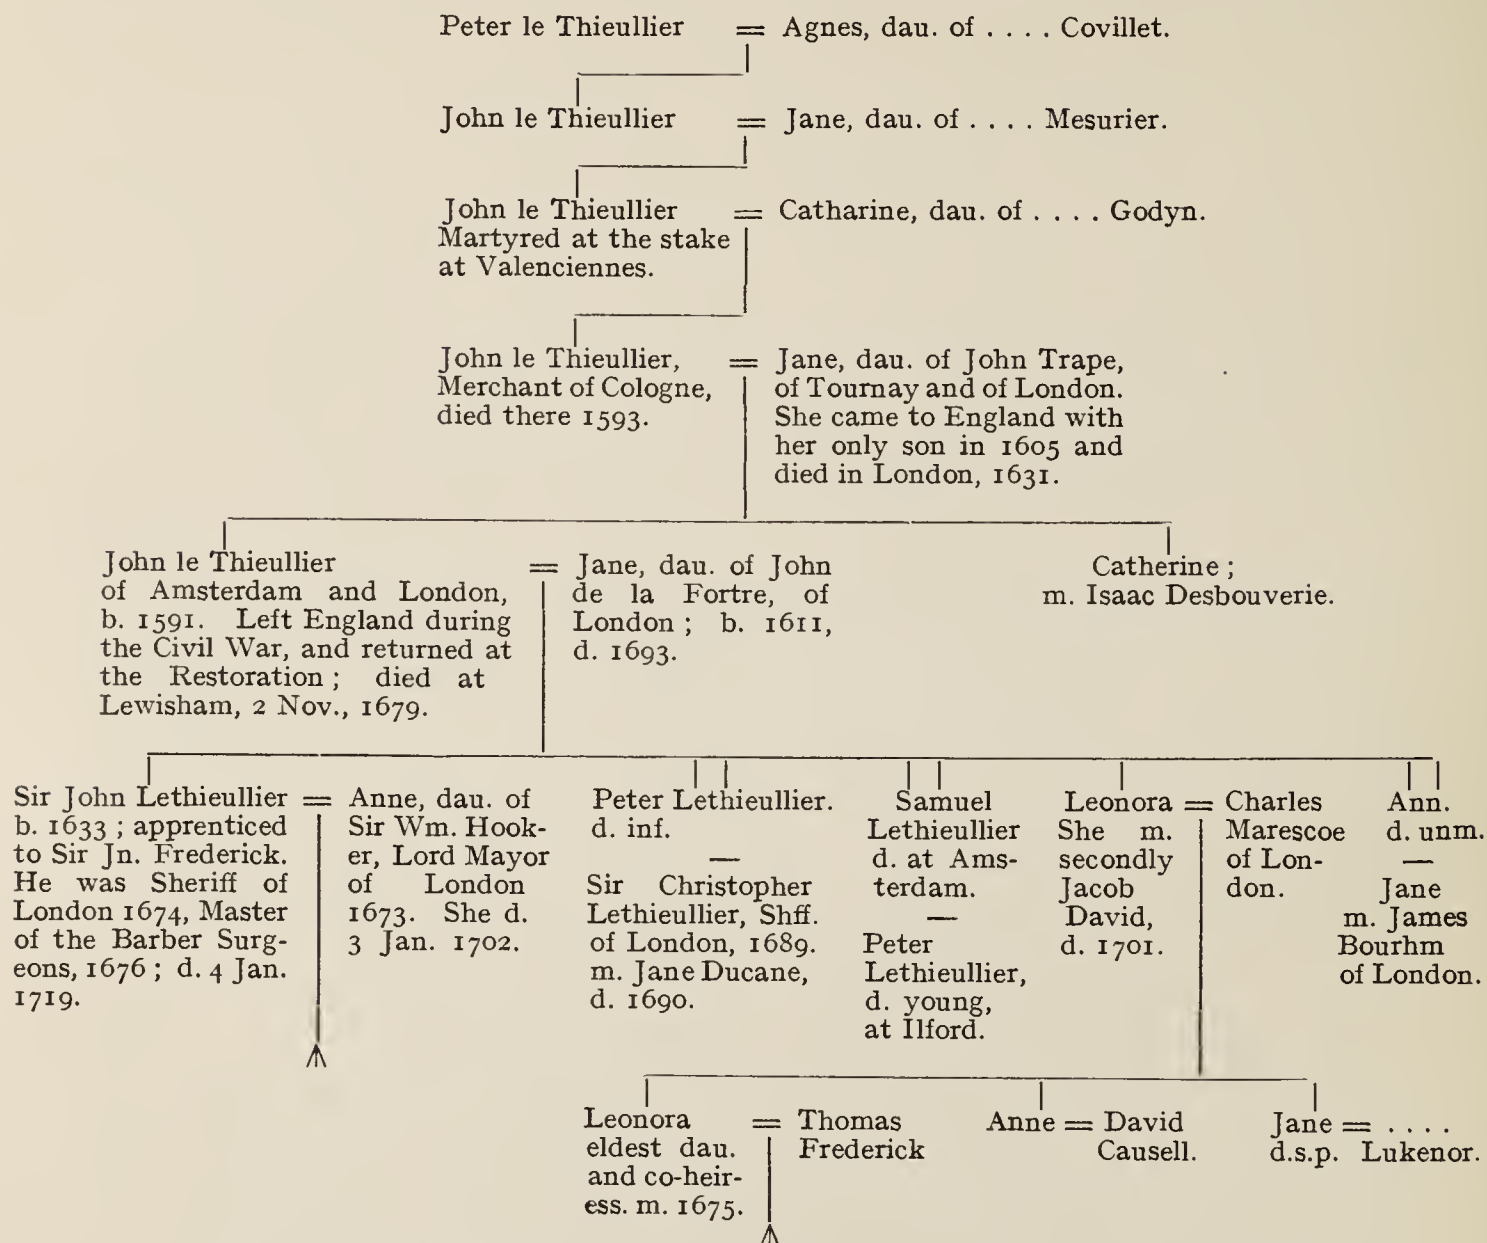 Peter le Thieullier = Agnes, dau. of . . . . Covillet.
John le Thieullier = Jane, dau. of . . . . Mesurier.
John le Thieullier = Catharine, dau. of . . . . Godyn.
Martyred at the stake
at Valenciennes.
John le Thieullier, =
Merchant of Cologne,
died there 1593.
Jane, dau. of John Trape,
of Tournay and of London.
She came to England with
her only son in 1605 and
died in London, 1631.
John le Thieullier =
of Amsterdam and London,
b. 1591. Left England during
the Civil War, and returned at
the Restoration ; died at
Lewisham, 2 Nov., 1679.
Jane, dau. of John
de la Fortre, of
London ; b. 1611,
d. 1693.
Catherine ;
m. Isaac Desbouverie.
Sir John Lethieullier =
b. 1633 ; apprenticed
to Sir Jn. Frederick.
He was Sheriff of
London 1674, Master
of the Barber Surg-
eons, 1676 ; d. 4 Jan.
1719.
Anne, dau. of
Sir Wm. Hook-
er, Lord Mayor
of London
1673. She d.
3 Jan. 1702.
Peter Lethieullier.
d. inf.
—
Sir Christopher
Lethieullier, Shff.
of London, 1689.
m. Jane Ducane,
d. 1690.
Samuel
Lethieullier
d. at Ams-
terdam.
—
Peter
Lethieullier,
d. young,
at Ilford.
Leonora =
She m.
secondly
Jacob
David,
d. 1701.
Charles
Marescoe
of Lon-
don.
Ann.
d. unm.
—
Jane
m. James
Bourhm
of London.
Leonora =
eldest dau.
and co-heir-
ess. m. 1675.
Thomas
Frederick
Anne = David
Causell.
Jane = . . . .
d.s.p. Lukenor.